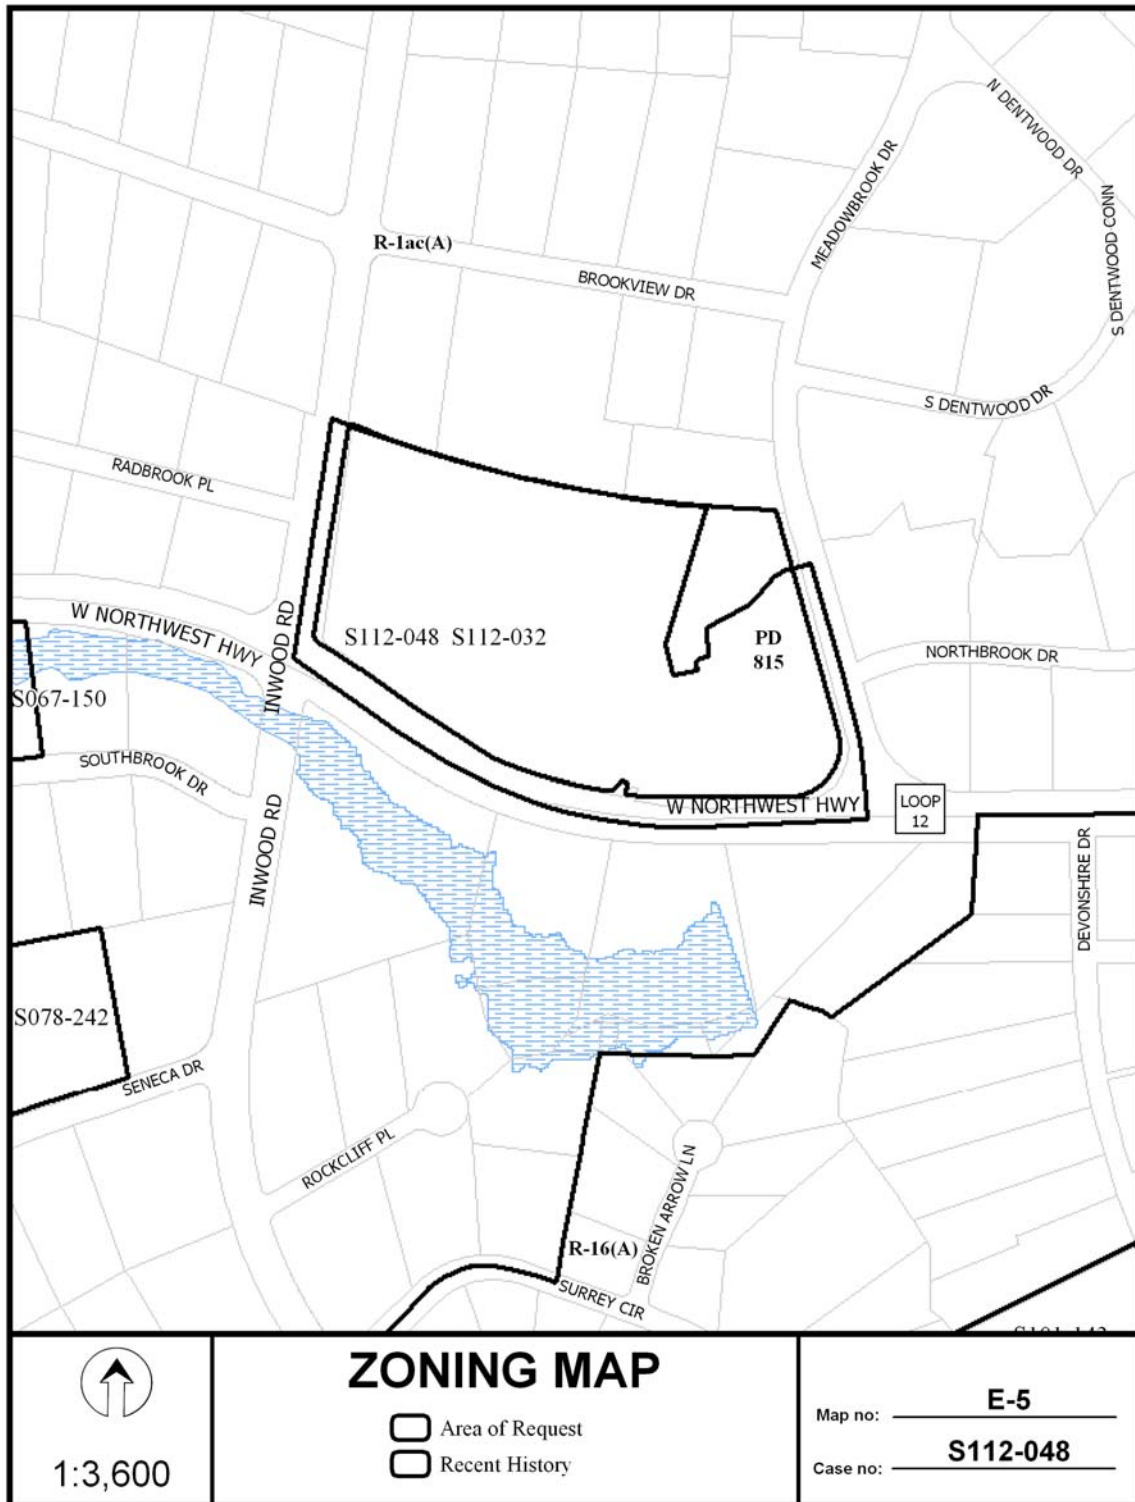 N DENTWOOD DR
MEADOWBROOK DR
S DENTWOOD CONN
R-1ac(A)
BROOKVIEW DR
S DENTWOOD DR
RADBROOK PL
W NORTHWEST HWY
INWOOD RD
S112-048 S112-032
PD
815
NORTHBROOK DR
S067-150
SOUTHBROOK DR
INWOOD RD
W NORTHWEST HWY
LOOP
12
DEVONSHIRE DR
S078-242
SENECA DR
ROCKCLIFF PL
BROKEN ARROW LN
R-16(A)
SURREY CIR
ZONING MAP
Area of Request
Recent History
1:3,600
Map no: E-5
Case no: S112-048